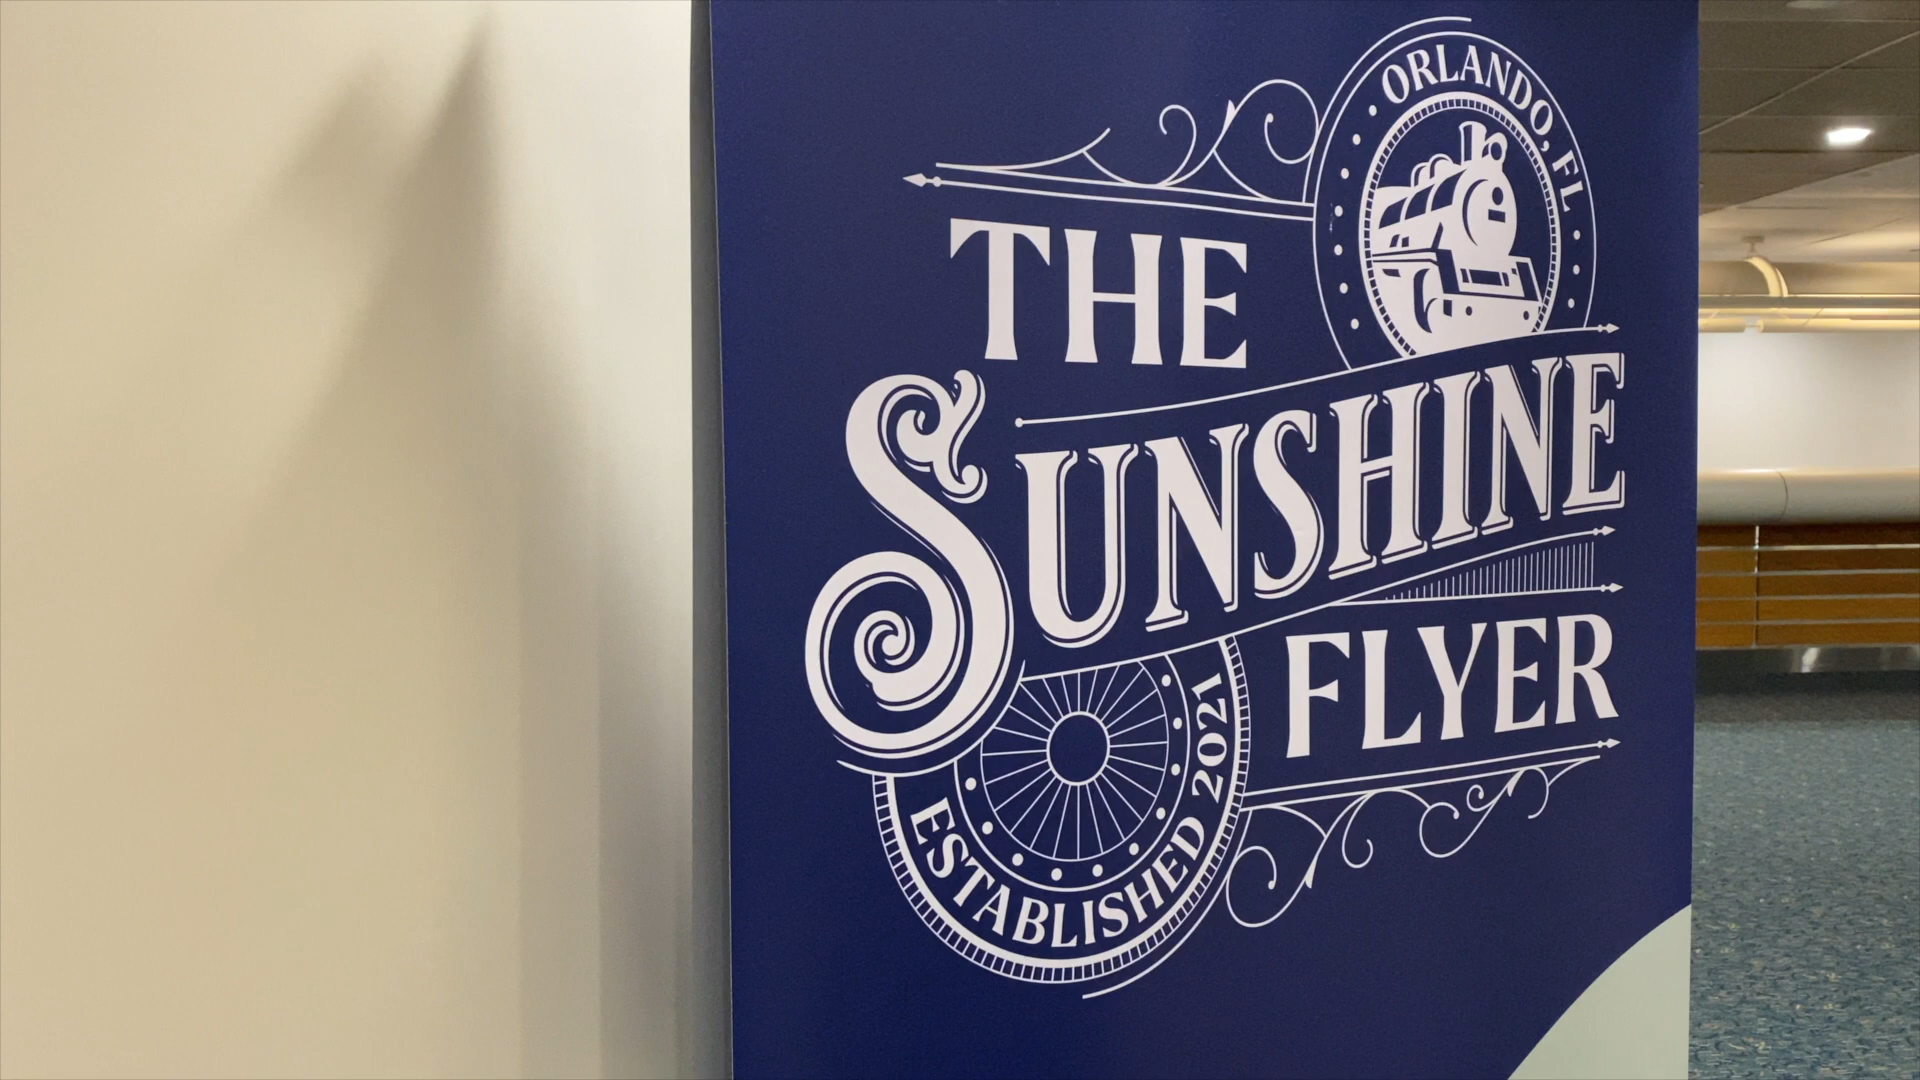 ORLANDO, FL
THE
SUNSHINE
FLYER
ESTABLISHED 2021